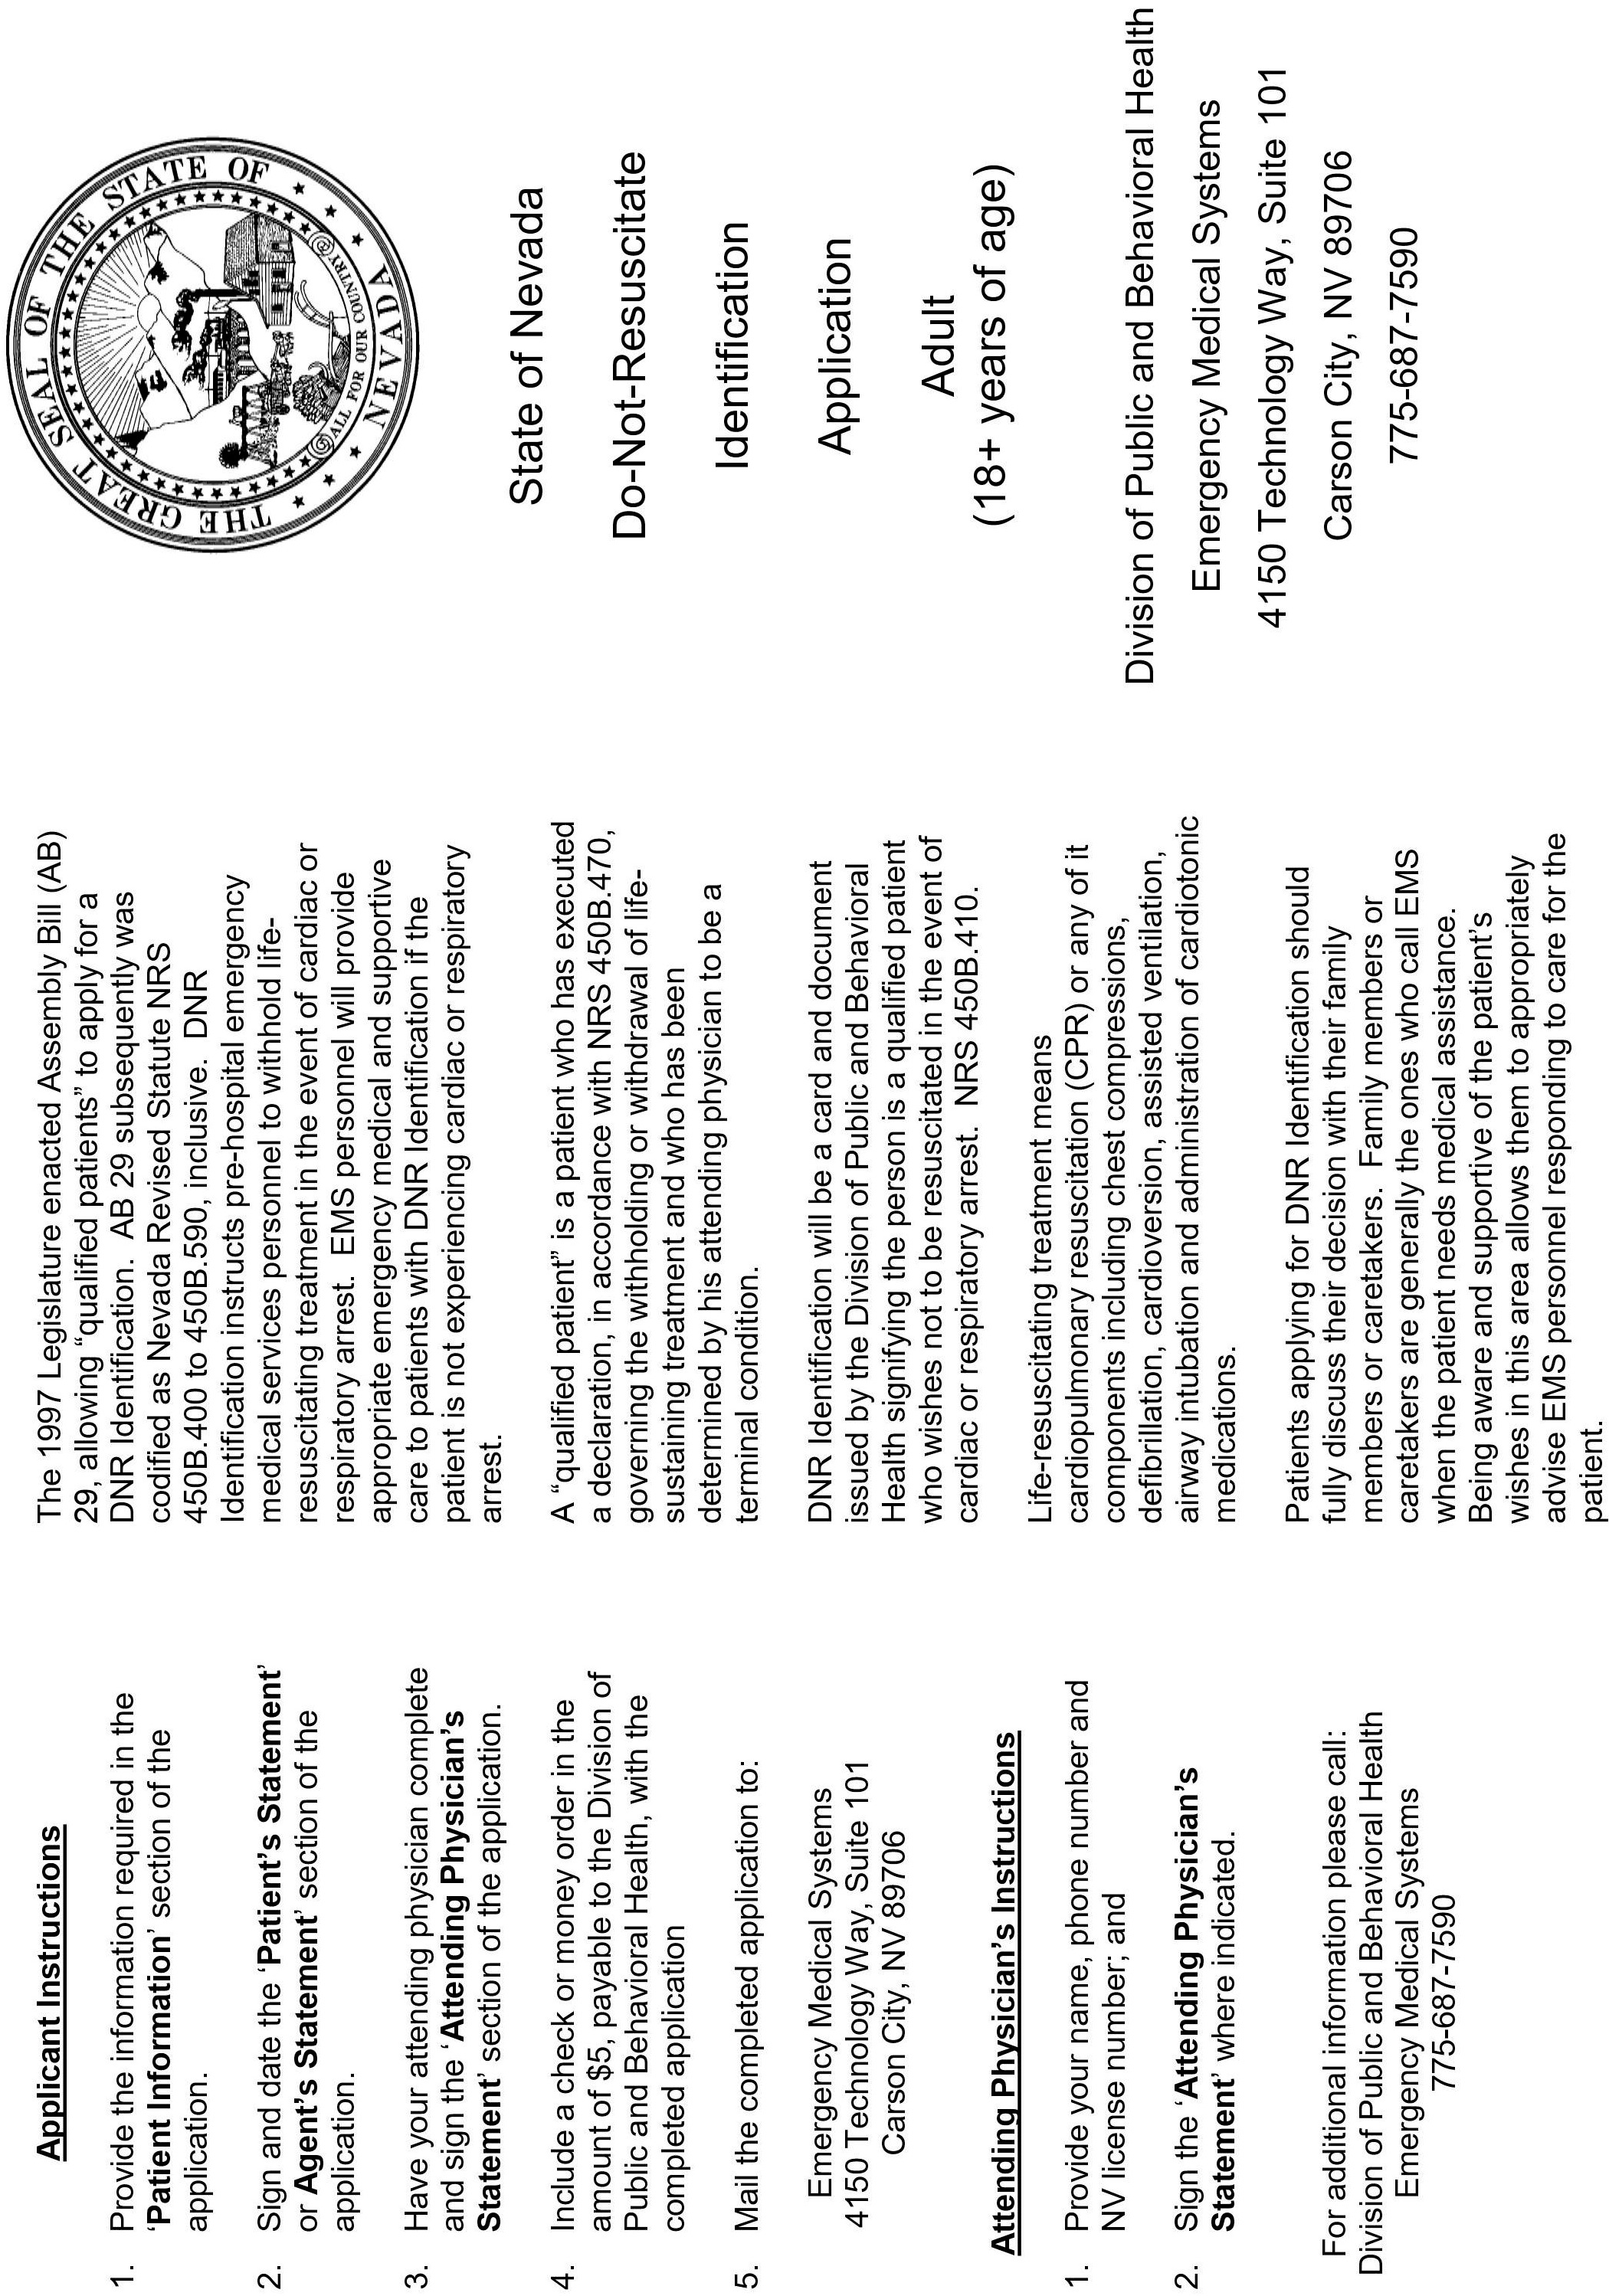 Applicant Instructions
1. Provide the information required in the
‘Patient Information’ section of the
application.
2. Sign and date the ‘Patient’s Statement’
or Agent’s Statement’ section of the
application.
3. Have your attending physician complete
and sign the ‘Attending Physician’s
Statement’ section of the application.
4. Include a check or money order in the
amount of $5, payable to the Division of
Public and Behavioral Health, with the
completed application
5. Mail the completed application to:
Emergency Medical Systems
4150 Technology Way, Suite 101
Carson City, NV 89706
Attending Physician’s Instructions
1. Provide your name, phone number and
NV license number; and
2. Sign the ‘Attending Physician’s
Statement’ where indicated.
For additional information please call:
Division of Public and Behavioral Health
Emergency Medical Systems
775-687-7590
The 1997 Legislature enacted Assembly Bill (AB)
29, allowing “qualified patients” to apply for a
DNR Identification. AB 29 subsequently was
codified as Nevada Revised Statute NRS
450B.400 to 450B.590, inclusive. DNR
Identification instructs pre-hospital emergency
medical services personnel to withhold life-
resuscitating treatment in the event of cardiac or
respiratory arrest. EMS personnel will provide
appropriate emergency medical and supportive
care to patients with DNR Identification if the
patient is not experiencing cardiac or respiratory
arrest.
A “qualified patient” is a patient who has executed
a declaration, in accordance with NRS 450B.470,
governing the withholding or withdrawal of life-
sustaining treatment and who has been
determined by his attending physician to be a
terminal condition.
DNR Identification will be a card and document
issued by the Division of Public and Behavioral
Health signifying the person is a qualified patient
who wishes not to be resuscitated in the event of
cardiac or respiratory arrest. NRS 450B.410.
Life-resuscitating treatment means
cardiopulmonary resuscitation (CPR) or any of it
components including chest compressions,
defibrillation, cardioversion, assisted ventilation,
airway intubation and administration of cardiotonic
medications.
Patients applying for DNR Identification should
fully discuss their decision with their family
members or caretakers. Family members or
caretakers are generally the ones who call EMS
when the patient needs medical assistance.
Being aware and supportive of the patient’s
wishes in this area allows them to appropriately
advise EMS personnel responding to care for the
patient.
THE GREAT SEAL OF THE STATE OF
NEVADA
ALL FOR OUR COUNTRY
State of Nevada
Do-Not-Resuscitate
Identification
Application
Adult
(18+ years of age)
Division of Public and Behavioral Health
Emergency Medical Systems
4150 Technology Way, Suite 101
Carson City, NV 89706
775-687-7590